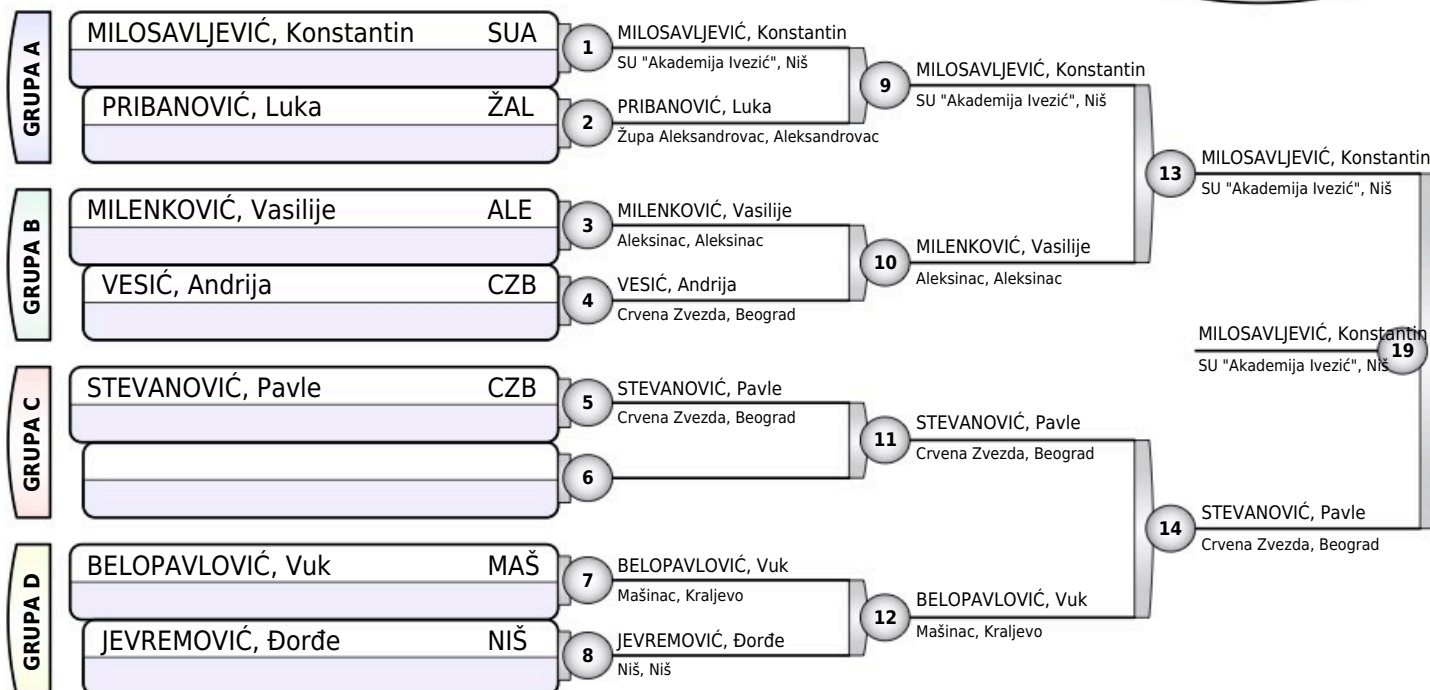 GRUPA A
MILOSAVLJEVIĆ, Konstantin SUA
PRIBANOVIĆ, Luka ŽAL
1
MILOSAVLJEVIĆ, Konstantin
SU "Akademija Ivezić", Niš
2
PRIBANOVIĆ, Luka
Župa Aleksandrovac, Aleksandrovac
9
MILOSAVLJEVIĆ, Konstantin
SU "Akademija Ivezić", Niš
GRUPA B
MILENKOVIĆ, Vasilije ALE
VESIĆ, Andrija CZB
3
MILENKOVIĆ, Vasilije
Aleksinac, Aleksinac
4
VESIĆ, Andrija
Crvena Zvezda, Beograd
10
MILENKOVIĆ, Vasilije
Aleksinac, Aleksinac
13
MILOSAVLJEVIĆ, Konstantin
SU "Akademija Ivezić", Niš
GRUPA C
STEVANOVIĆ, Pavle CZB
5
STEVANOVIĆ, Pavle
Crvena Zvezda, Beograd
6
11
STEVANOVIĆ, Pavle
Crvena Zvezda, Beograd
GRUPA D
BELOPAVLOVIĆ, Vuk MAŠ
JEVREMOVIĆ, Đorđe NIŠ
7
BELOPAVLOVIĆ, Vuk
Mašinac, Kraljevo
8
JEVREMOVIĆ, Đorđe
Niš, Niš
12
BELOPAVLOVIĆ, Vuk
Mašinac, Kraljevo
14
STEVANOVIĆ, Pavle
Crvena Zvezda, Beograd
MILOSAVLJEVIĆ, Konstantin
SU "Akademija Ivezić", Niš
19